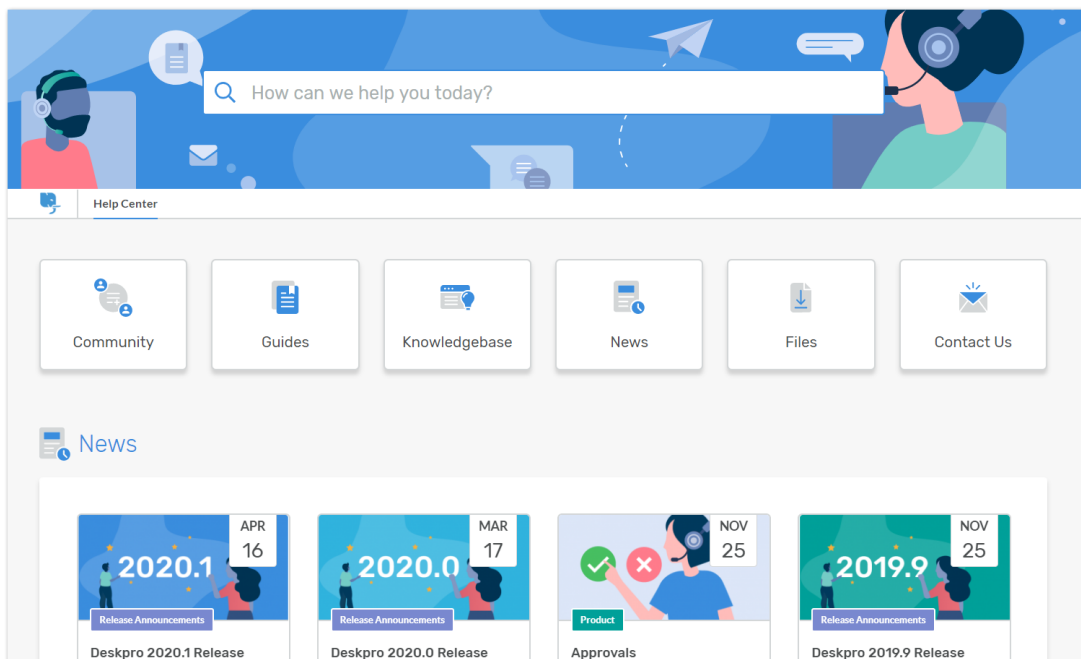 How can we help you today?
Help Center
Community
Guides
Knowledgebase
News
Files
Contact Us
News
APR
16
2020.1
Release Announcements
Deskpro 2020.1 Release
MAR
17
2020.0
Release Announcements
Deskpro 2020.0 Release
NOV
25
Product
Approvals
NOV
25
2019.9
Release Announcements
Deskpro 2019.9 Release